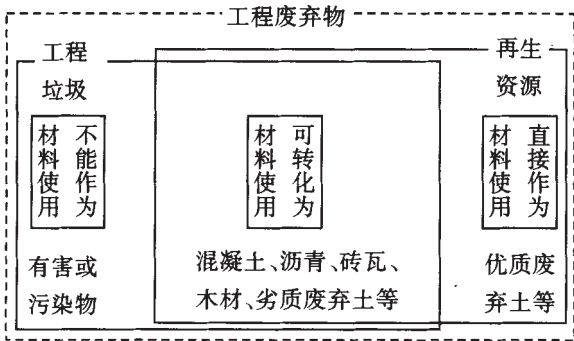 工程废弃物
工程
垃圾
再生
资源
不能作为
材料使用
可转化为
材料使用
直接作为
材料使用
有害或
污染物
混凝土、沥青、砖瓦、
木材、劣质废弃土等
优质废
弃土等